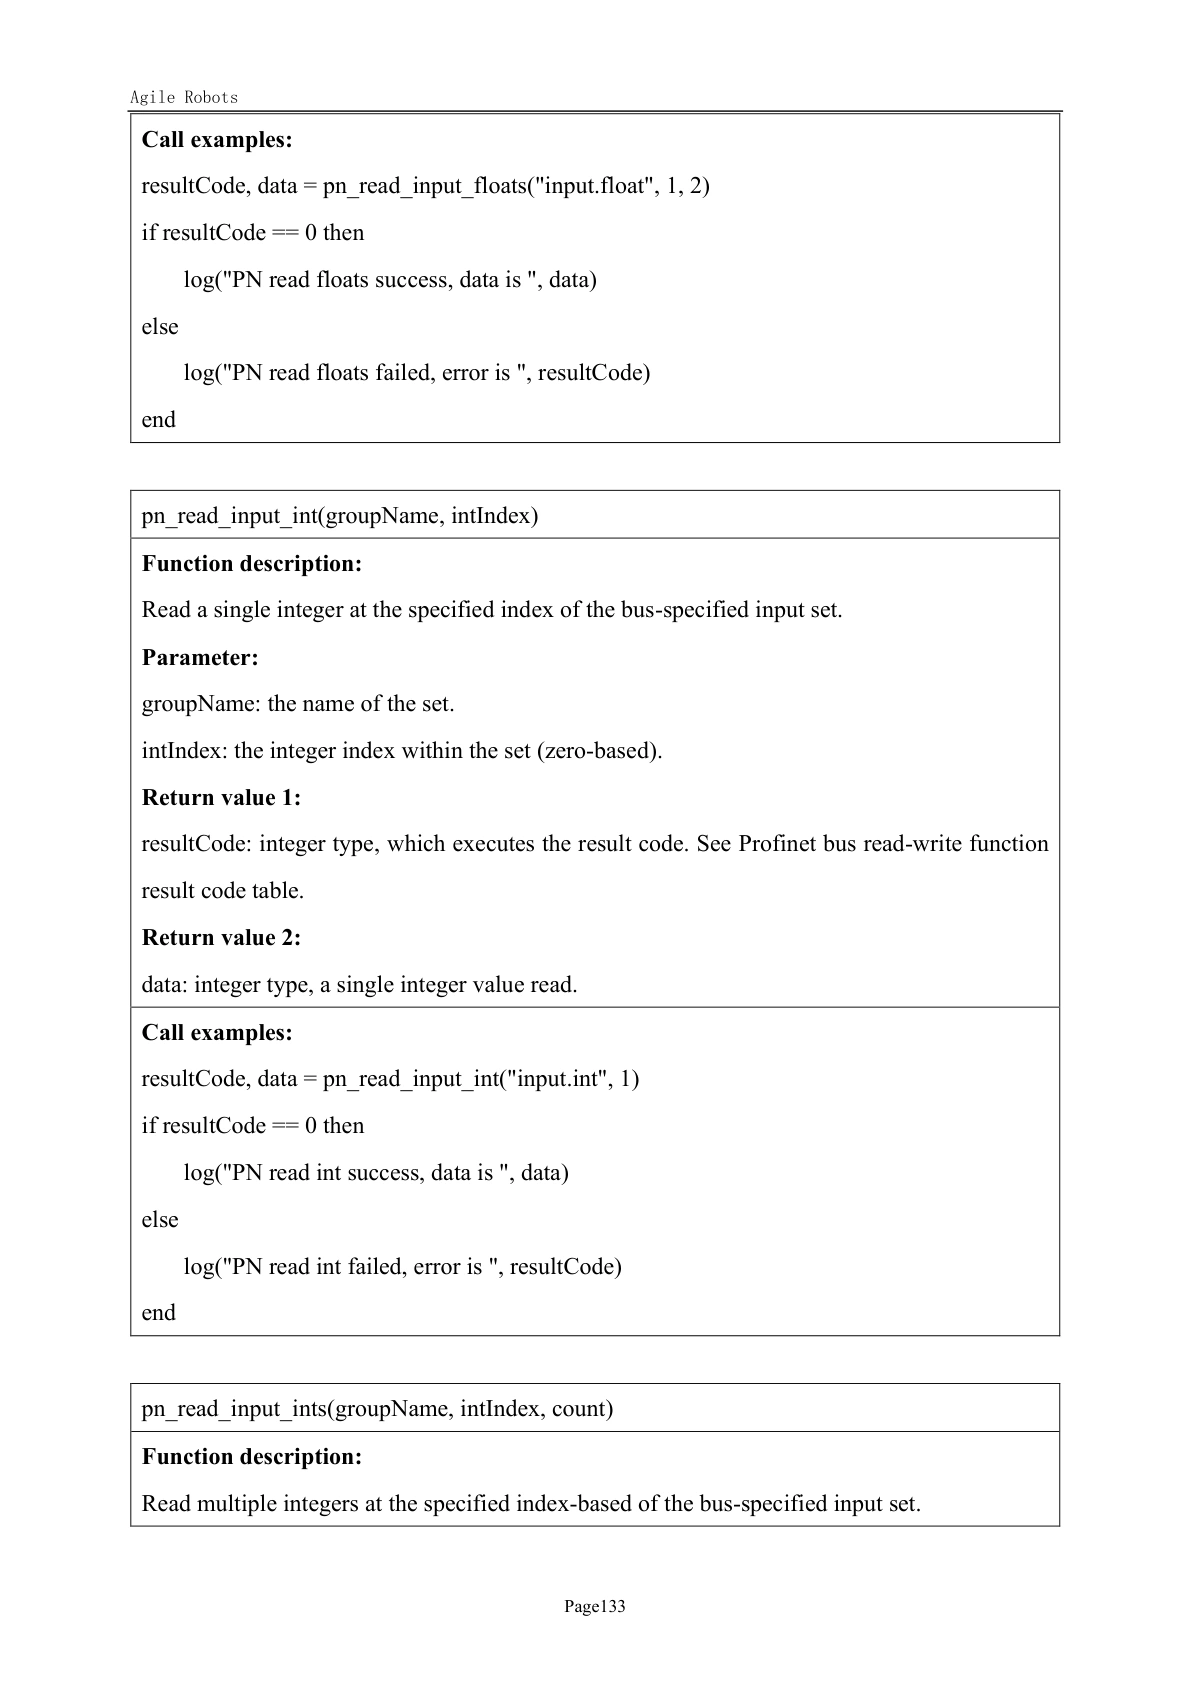 Agile Robots
Call examples:
resultCode, data = pn_read_input_floats("input.float", 1, 2)
if resultCode == 0 then
log("PN read floats success, data is ", data)
else
log("PN read floats failed, error is ", resultCode)
end
pn_read_input_int(groupName, intIndex)
Function description:
Read a single integer at the specified index of the bus-specified input set.
Parameter:
groupName: the name of the set.
intIndex: the integer index within the set (zero-based).
Return value 1:
resultCode: integer type, which executes the result code. See Profinet bus read-write function
result code table.
Return value 2:
data: integer type, a single integer value read.
Call examples:
resultCode, data = pn_read_input_int("input.int", 1)
if resultCode == 0 then
log("PN read int success, data is ", data)
else
log("PN read int failed, error is ", resultCode)
end
pn_read_input_ints(groupName, intIndex, count)
Function description:
Read multiple integers at the specified index-based of the bus-specified input set.
Page133